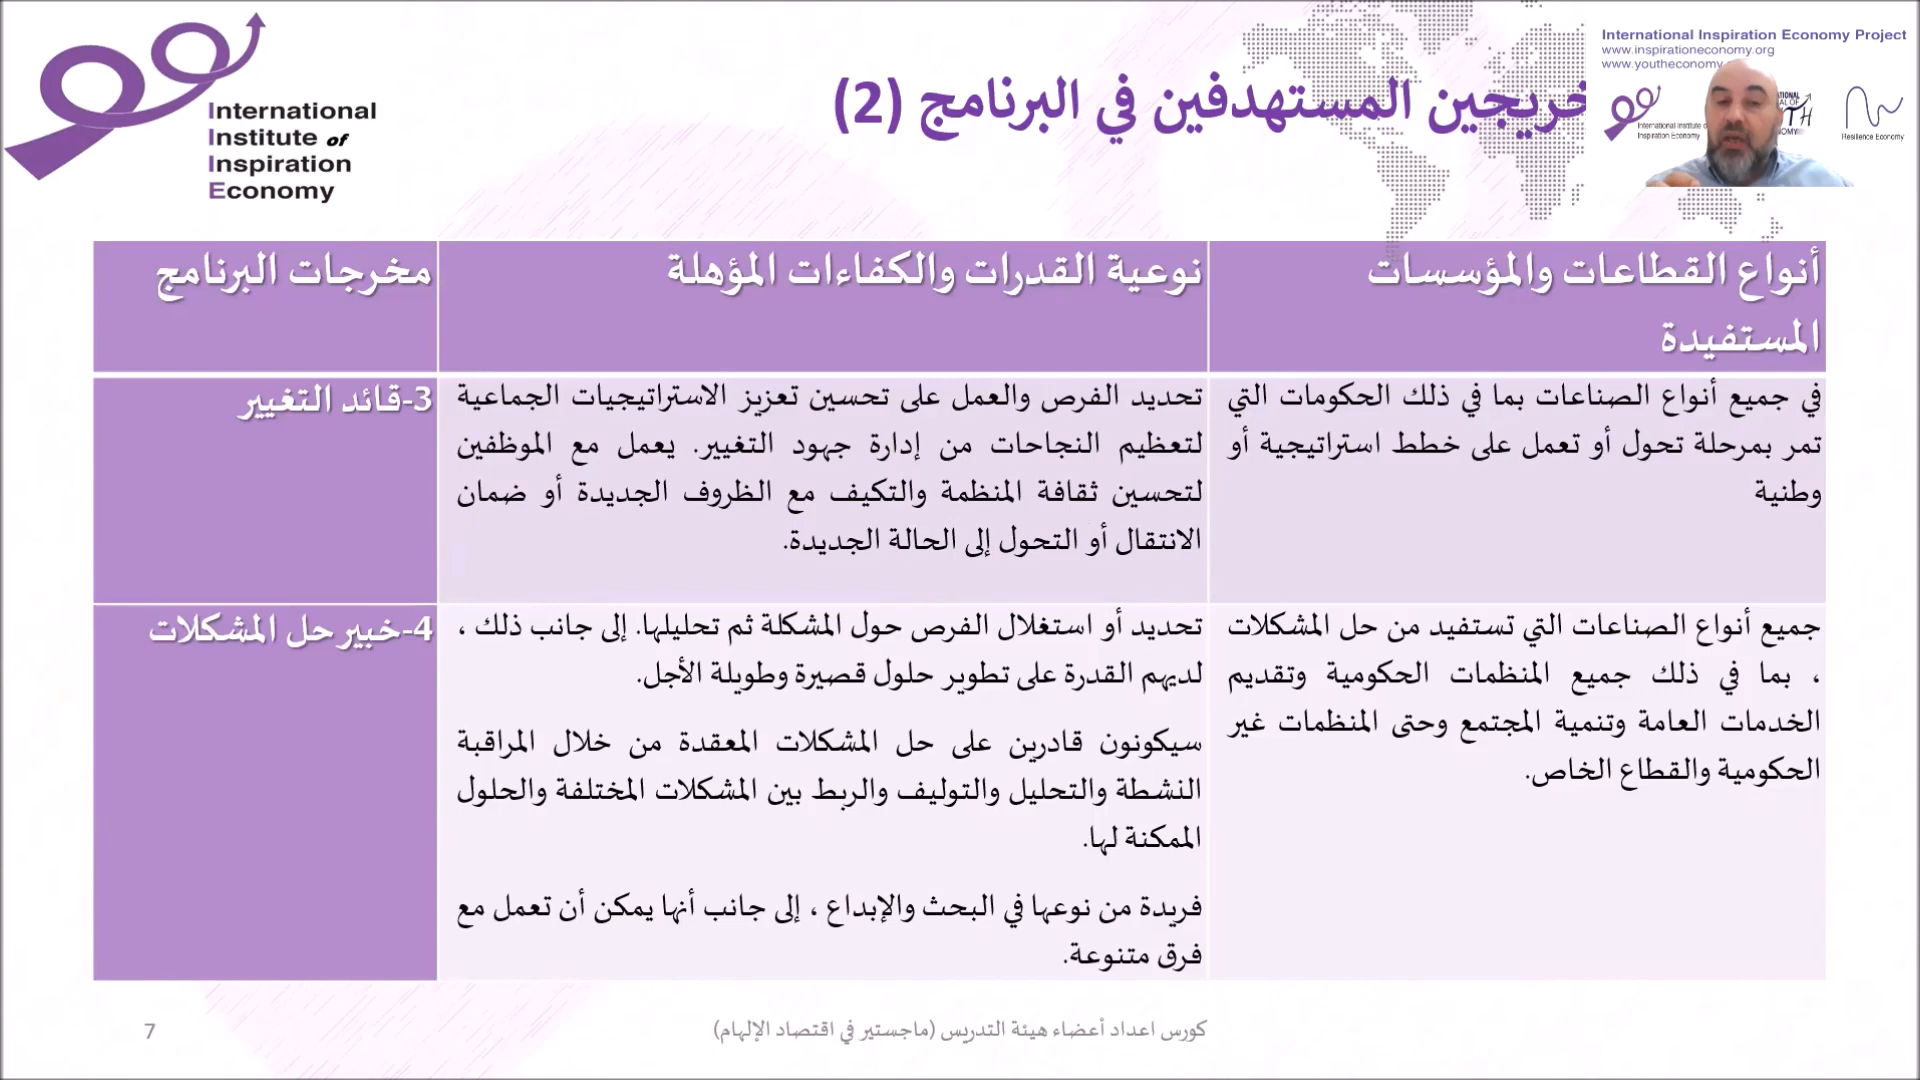 International
Institute of
Inspiration
Economy
International Inspiration Economy Project
www.inspirationeconomy.org
www.youtheconomy
Resilience Economy
خريجين المستهدفين في البرنامج (2)
أنواع القطاعات والمؤسسات
المستفيدة
نوعية القدرات والكفاءات المؤهلة
مخرجات البرنامج
في جميع أنواع الصناعات بما في ذلك الحكومات التي
تمر بمرحلة تحول أو تعمل على خطط استراتيجية أو
وطنية
تحديد الفرص والعمل على تحسين تعزيز الاستراتيجيات الجماعية
لتعظيم النجاحات من إدارة جهود التغيير. يعمل مع الموظفين
لتحسين ثقافة المنظمة والتكيف مع الظروف الجديدة أو ضمان
الانتقال أو التحول إلى الحالة الجديدة.
3-قائد التغيير
جميع أنواع الصناعات التي تستفيد من حل المشكلات
، بما في ذلك جميع المنظمات الحكومية وتقديم
الخدمات العامة وتنمية المجتمع وحتى المنظمات غير
الحكومية والقطاع الخاص.
تحديد أو استغلال الفرص حول المشكلة ثم تحليلها. إلى جانب ذلك ،
لديهم القدرة على تطوير حلول قصيرة وطويلة الأجل.
سيكونون قادرين على حل المشكلات المعقدة من خلال المراقبة
النشطة والتحليل والتوليف والربط بين المشكلات المختلفة والحلول
الممكنة لها.
فريدة من نوعها في البحث والإبداع ، إلى جانب أنها يمكن أن تعمل مع
فرق متنوعة.
4-خبير حل المشكلات
كورس اعداد أعضاء هيئة التدريس (ماجستير في اقتصاد الإلهام)
7